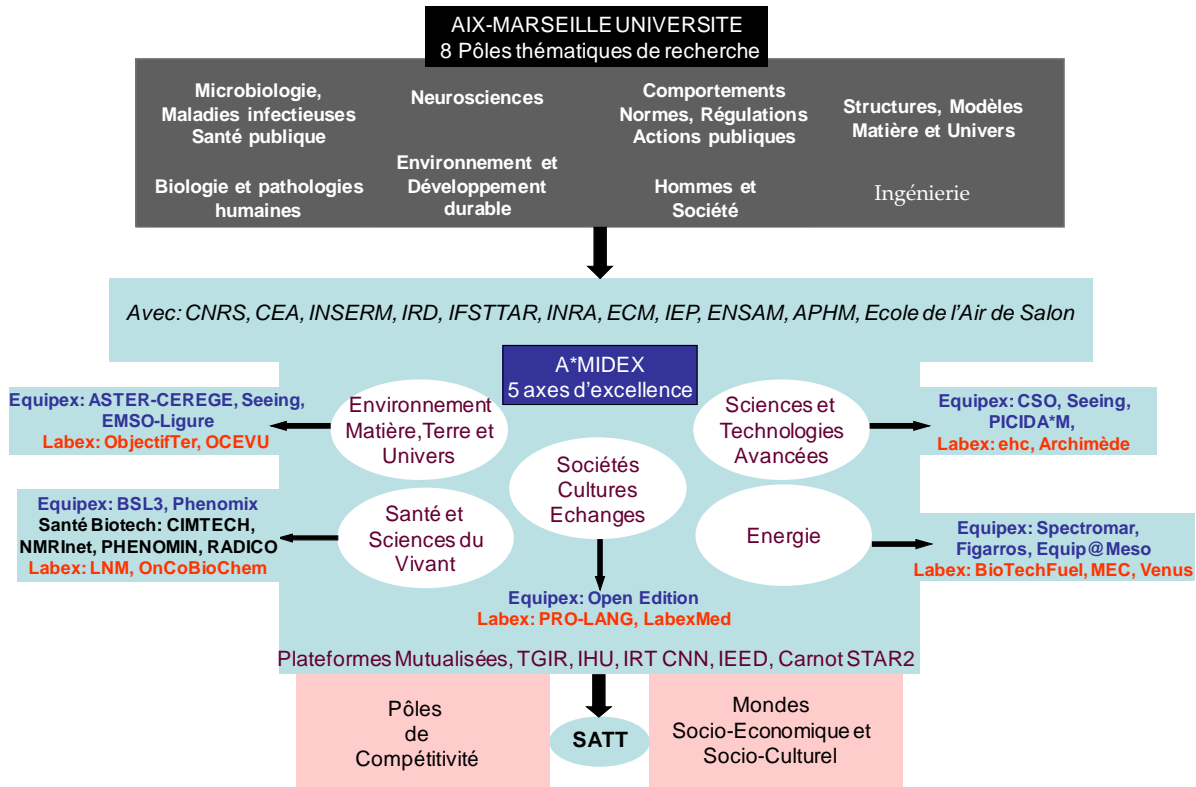 AIX-MARSEILLE UNIVERSITE
8 Pôles thématiques de recherche
Microbiologie,
Maladies infectieuses
Santé publique
Neurosciences
Comportements
Normes, Régulations
Actions publiques
Structures, Modèles
Matière et Univers
Biologie et pathologies
humaines
Environnement et
Développement
durable
Hommes et
Société
Ingénierie
Avec: CNRS, CEA, INSERM, IRD, IFSTTAR, INRA, ECM, IEP, ENSAM, APHM, Ecole de l'Air de Salon
A*MIDEX
5 axes d'excellence
Equipex: ASTER-CEREGE, Seeing,
EMSO-Ligure
Labex: ObjectifTer, OCEVU
Environnement
Matière, Terre et
Univers
Sciences et
Technologies
Avancées
Equipex: CSO, Seeing,
PICIDA*M,
Labex: ehc, Archimède
Sociétés
Cultures
Echanges
Equipex: BSL3, Phenomix
Santé Biotech: CIMTECH,
NMRInet, PHENOMIN, RADICO
Labex: LNM, OnCoBioChem
Santé et
Sciences du
Vivant
Energie
Equipex: Spectromar,
Figarros, Equip@Meso
Labex: BioTechFuel, MEC, Venus
Equipex: Open Edition
Labex: PRO-LANG, LabexMed
Plateformes Mutualisées, TGIR, IHU, IRT CNN, IEED, Carnot STAR2
Pôles
de
Compétitivité
SATT
Mondes
Socio-Economique et
Socio-Culturel